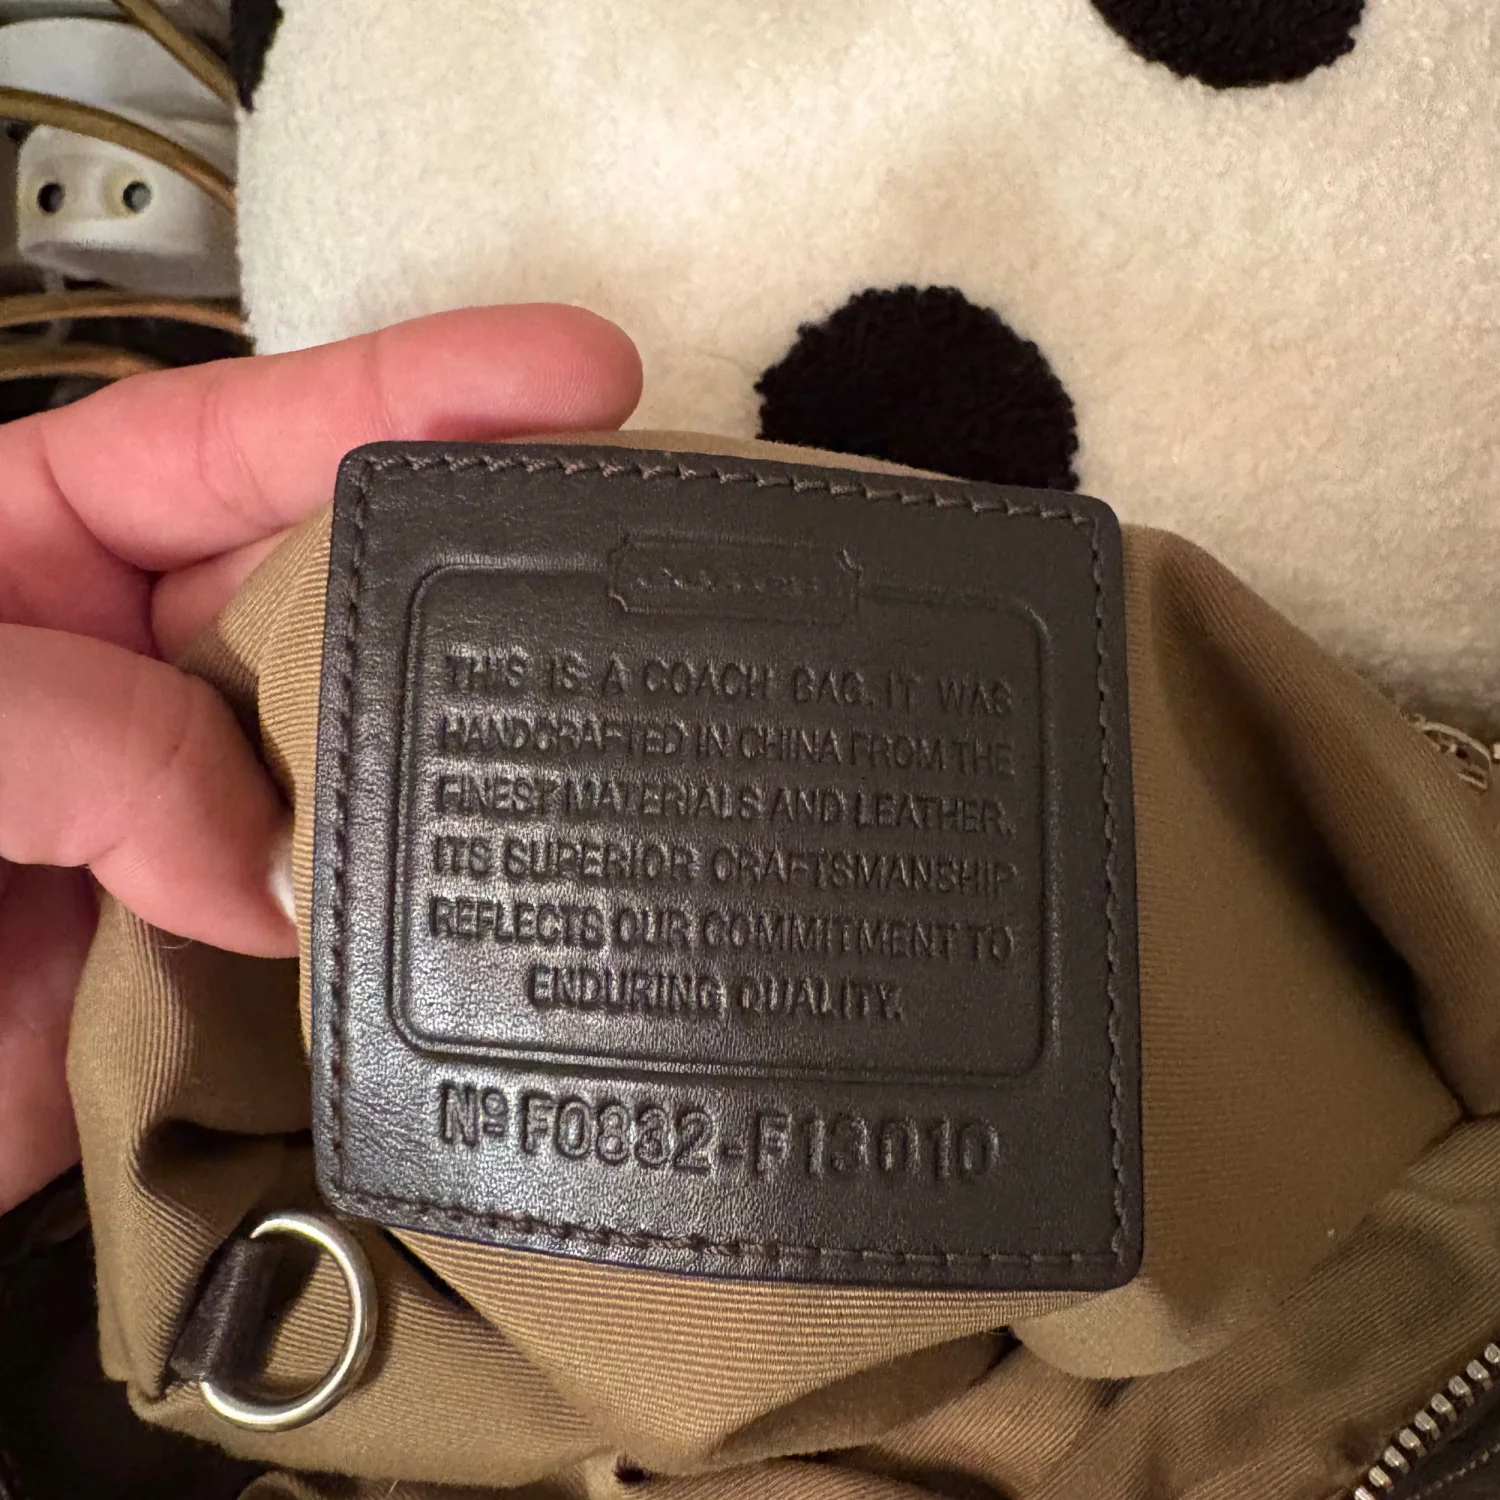 THIS IS A COACH BAG. IT WAS
HANDCRAFTED IN CHINA FROM THE
FINEST MATERIALS AND LEATHER.
ITS SUPERIOR CRAFTSMANSHIP
REFLECTS OUR COMMITMENT TO
ENDURING QUALITY.
Nº F0832-F13010